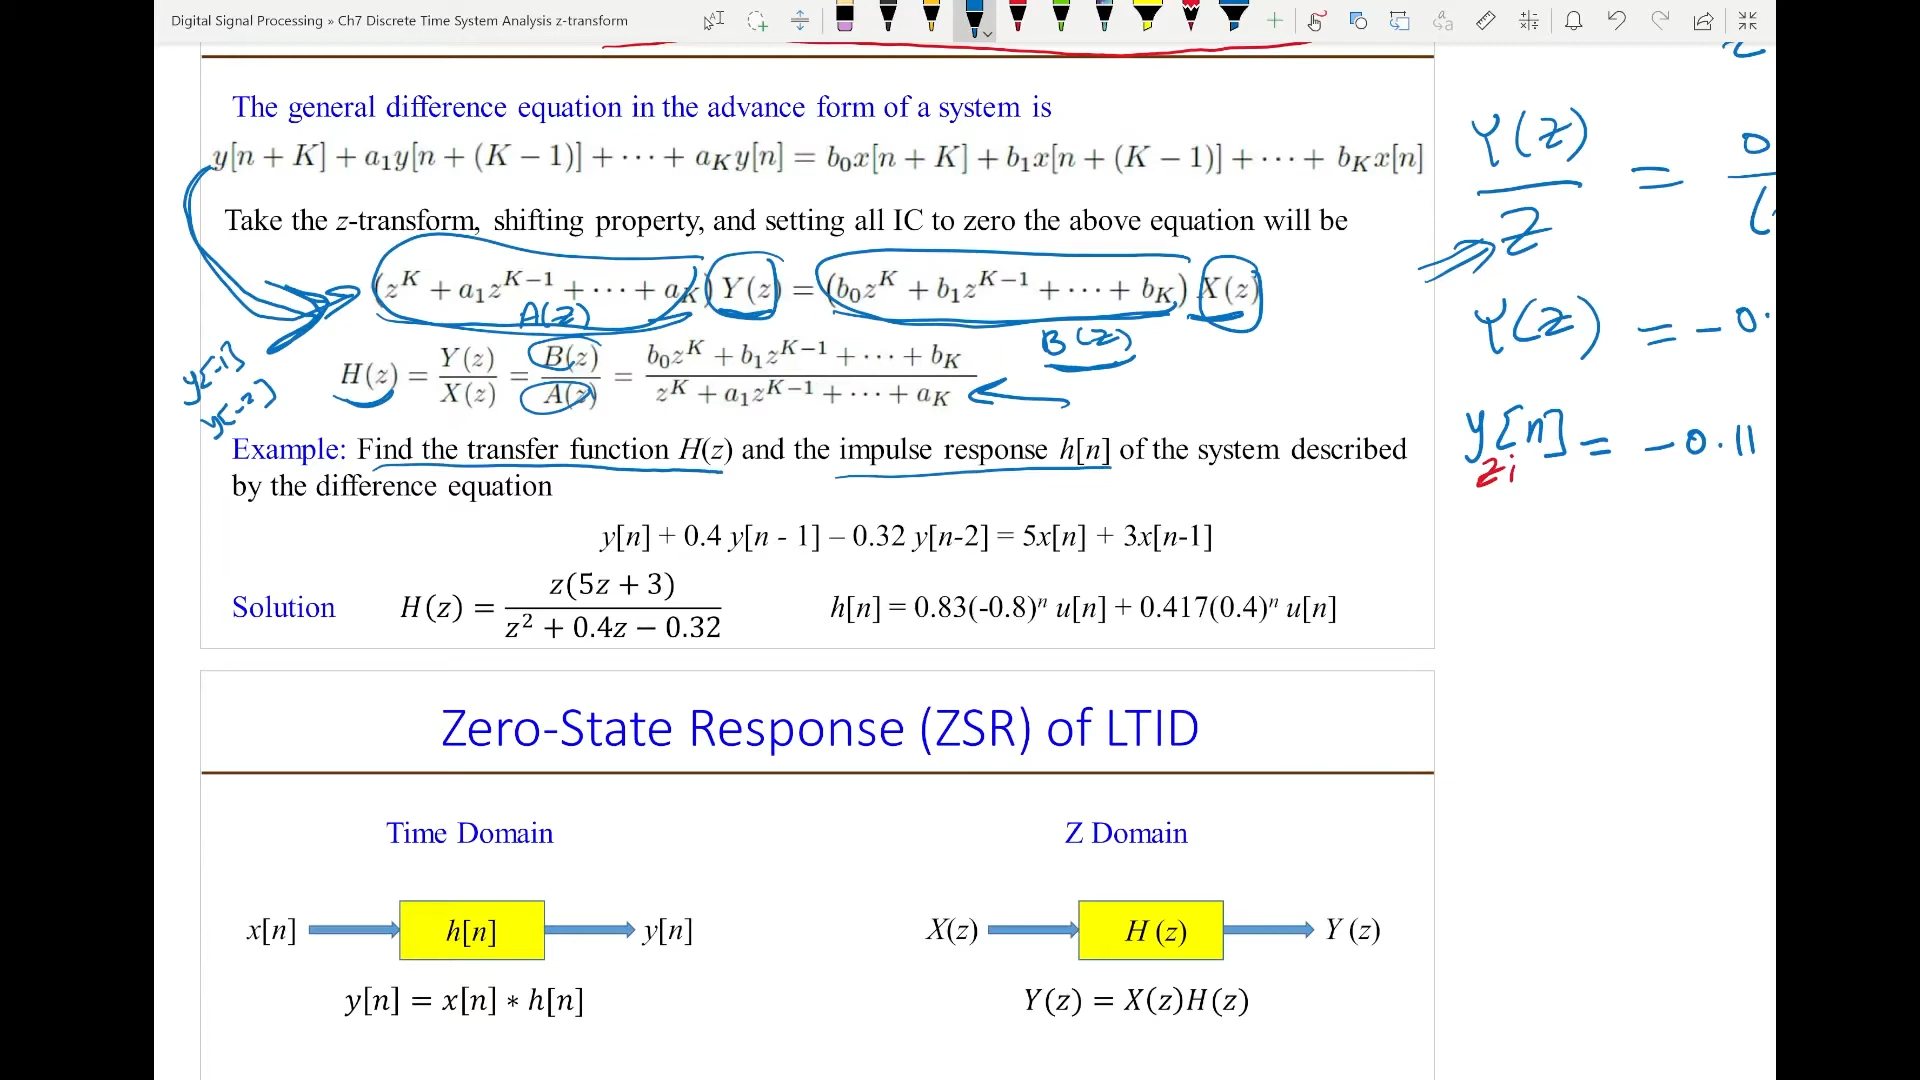 Digital Signal Processing » Ch7 Discrete Time System Analysis z-transform
The general difference equation in the advance form of a system is
y[n + K] + a₁y[n + (K − 1)] + ··· + a_K y[n] = b₀x[n + K] + b₁x[n + (K − 1)] + ··· + b_K x[n]
Take the z-transform, shifting property, and setting all IC to zero the above equation will be
(z^K + a₁z^{K−1} + ··· + a_K) Y(z) = (b₀z^K + b₁z^{K−1} + ··· + b_K) X(z)
A(z)
B(z)
H(z) = Y(z)/X(z) = B(z)/A(z) = (b₀z^K + b₁z^{K−1} + ··· + b_K)/(z^K + a₁z^{K−1} + ··· + a_K)
y[-1]
y[-2]
Example: Find the transfer function H(z) and the impulse response h[n] of the system described
by the difference equation
y[n] + 0.4 y[n - 1] – 0.32 y[n-2] = 5x[n] + 3x[n-1]
Solution H(z) = z(5z + 3)/(z² + 0.4z − 0.32) h[n] = 0.83(-0.8)ⁿ u[n] + 0.417(0.4)ⁿ u[n]
Zero-State Response (ZSR) of LTID
Time Domain
x[n] h[n] y[n]
y[n] = x[n] ∗ h[n]
Z Domain
X(z) H (z) Y (z)
Y(z) = X(z)H(z)
Y(z)/z = 0
Y(z) = -0.
y[n] = -0.11
zi